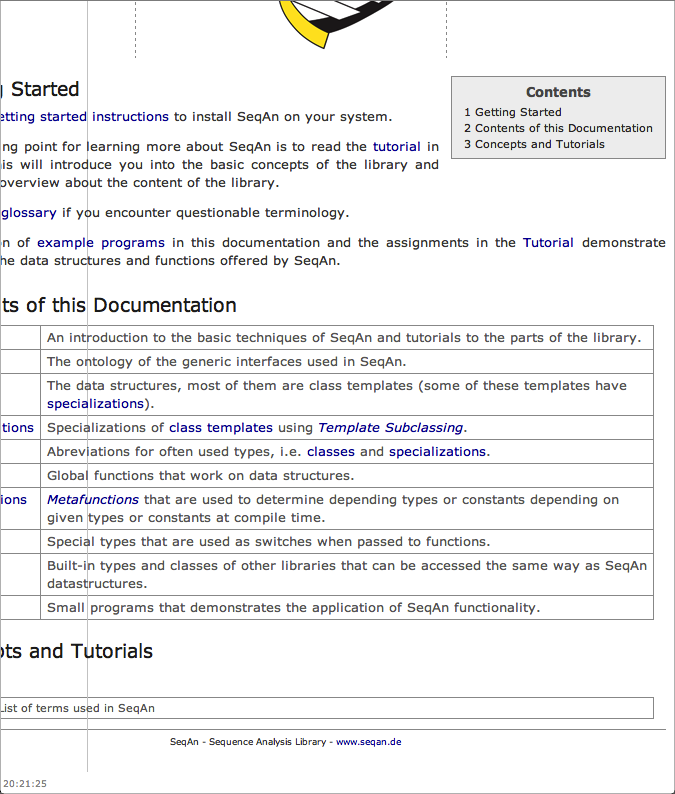 Started
Contents
1 Getting Started
2 Contents of this Documentation
3 Concepts and Tutorials
etting started instructions to install SeqAn on your system.
ng point for learning more about SeqAn is to read the tutorial in
is will introduce you into the basic concepts of the library and
overview about the content of the library.
glossary if you encounter questionable terminology.
n of example programs in this documentation and the assignments in the Tutorial demonstrate
he data structures and functions offered by SeqAn.
ts of this Documentation
An introduction to the basic techniques of SeqAn and tutorials to the parts of the library.
The ontology of the generic interfaces used in SeqAn.
The data structures, most of them are class templates (some of these templates have
specializations).
tions Specializations of class templates using Template Subclassing.
Abreviations for often used types, i.e. classes and specializations.
Global functions that work on data structures.
ions Metafunctions that are used to determine depending types or constants depending on
given types or constants at compile time.
Special types that are used as switches when passed to functions.
Built-in types and classes of other libraries that can be accessed the same way as SeqAn
datastructures.
Small programs that demonstrates the application of SeqAn functionality.
ots and Tutorials
List of terms used in SeqAn
SeqAn - Sequence Analysis Library - www.seqan.de
20:21:25